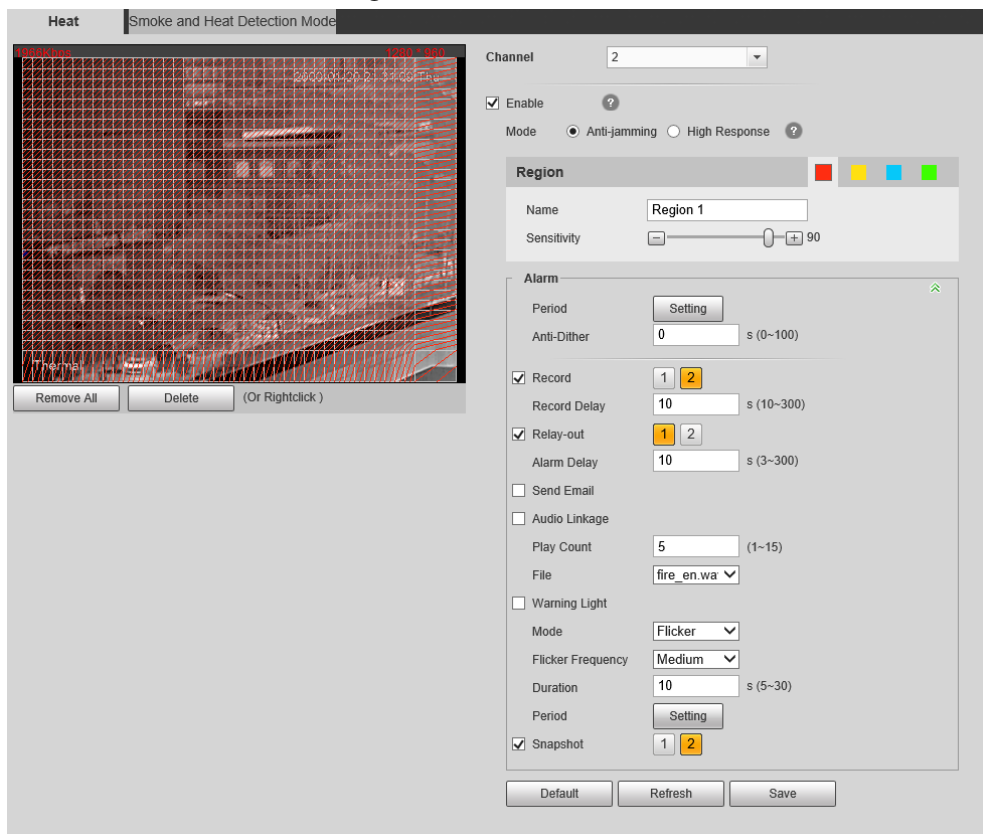 Heat
Smoke and Heat Detection Mode
1966Kbps 1280 * 960
Thermal
Remove All Delete (Or Rightclick )
Channel 2
Enable ?
Mode Anti-jamming High Response ?
Region
Name Region 1
Sensitivity - + 90
Alarm
Period Setting
Anti-Dither 0 s (0~100)
Record 1 2
Record Delay 10 s (10~300)
Relay-out 1 2
Alarm Delay 10 s (3~300)
Send Email
Audio Linkage
Play Count 5 (1~15)
File fire_en.wa
Warning Light
Mode Flicker
Flicker Frequency Medium
Duration 10 s (5~30)
Period Setting
Snapshot 1 2
Default Refresh Save